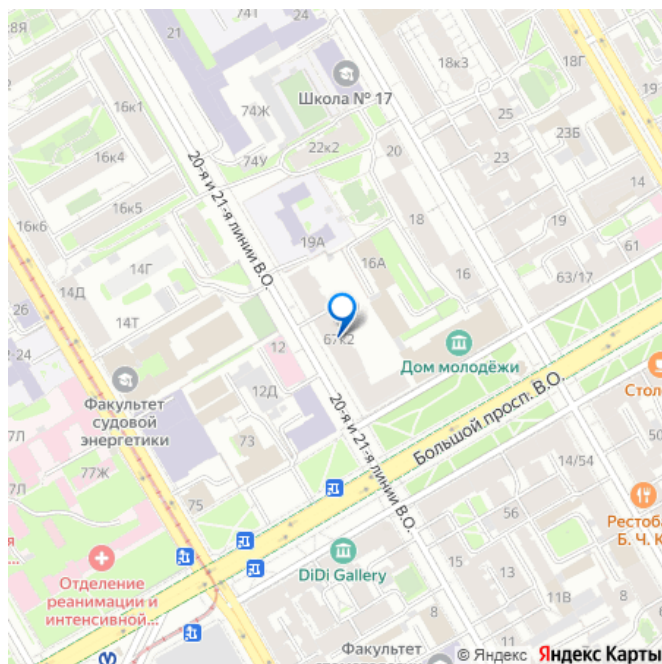 28Я
21
74Т
24
16к1
74Ж
Школа № 17
18к3
18Г
25
23Б
16к4
74У
22к2
20
23
14
16к5
20-я и 21-я линии В.О.
18
19
61
16к6
19А
16А
16
63/17
14Г
14Д
26
14Т
67к2
12
Дом молодёжи
Стол
Факультет
судовой
энергетики
12Д
20-я и 21-я линии В.О.
Большой просп. В.О.
7Л
73
50
77Ж
14/54
7Л
75
56
Рестоба
Б. Ч. К
15
Отделение
реанимации и
интенсивной...
DiDi Gallery
13
11В
8
8
Факультет
© Яндекс Яндекс Карты